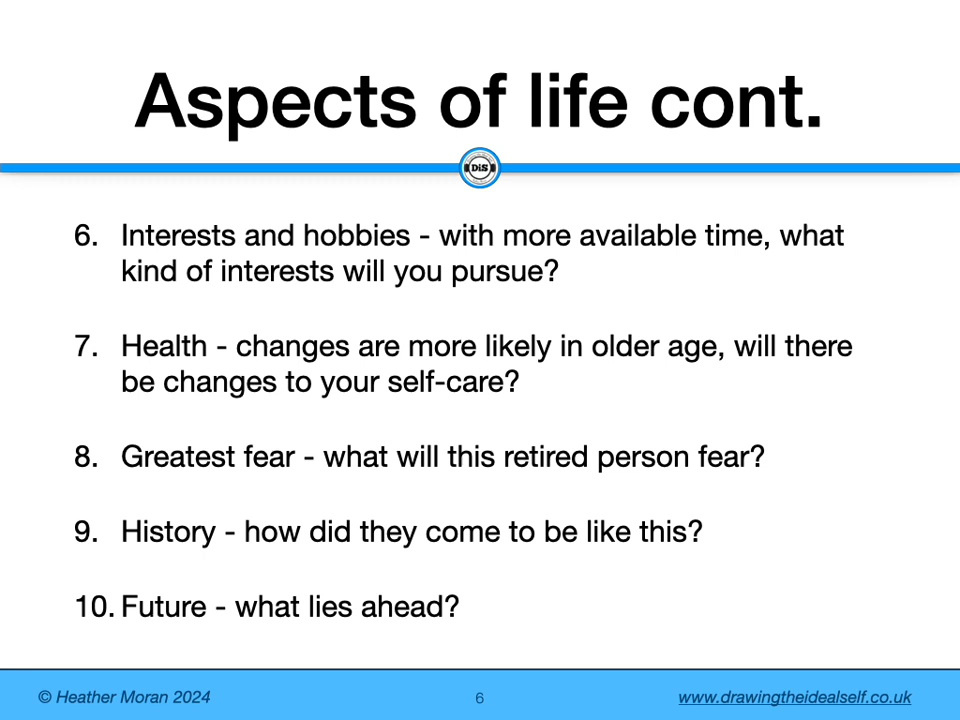 Aspects of life cont.
DiS
6. Interests and hobbies - with more available time, what
kind of interests will you pursue?
7. Health - changes are more likely in older age, will there
be changes to your self-care?
8. Greatest fear - what will this retired person fear?
9. History - how did they come to be like this?
10. Future - what lies ahead?
© Heather Moran 2024
6
www.drawingtheidealself.co.uk